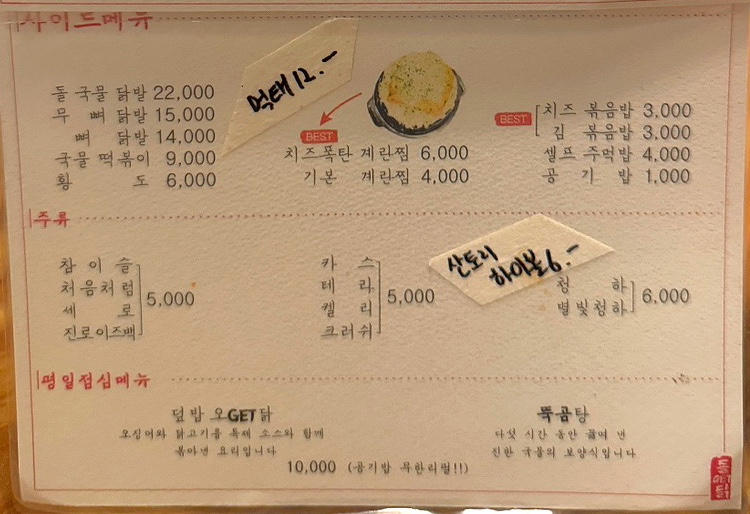 사이드메뉴
돌 국물 닭발 22,000
무 뼈 닭발 15,000
뼈 닭발 14,000
국물 떡볶이 9,000
황 도 6,000
먹태 12.-
BEST
치즈폭탄 계란찜 6,000
기본 계란찜 4,000
BEST
치즈 볶음밥 3,000
김 볶음밥 3,000
셀프 주먹밥 4,000
공 기 밥 1,000
주류
참 이 슬
처음처럼
세 로
진로이즈백
5,000
카 스
테 라
켈 리
크러쉬
5,000
산토리
하이볼 6.-
청 하
별빛청하
6,000
평일점심메뉴
덮밥 오GET닭
오징어와 닭고기를 특제 소스와 함께
볶아낸 요리입니다
뚝곰탕
다섯 시간 동안 끓여 낸
진한 국물의 보양식입니다
10,000 (공기밥 무한리필!!)